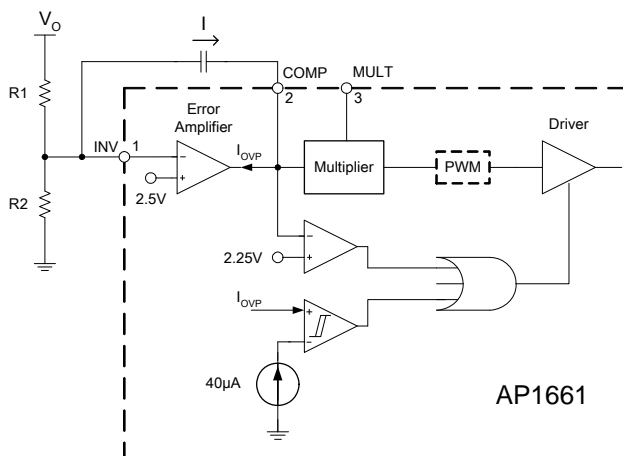 I
VO
COMP
MULT
2
3
R1
Error
Amplifier
Driver
INV
1
−
+
IOVP
Multiplier
PWM
2.5V
R2
−
+
2.25V
IOVP
+
−
40µA
AP1661